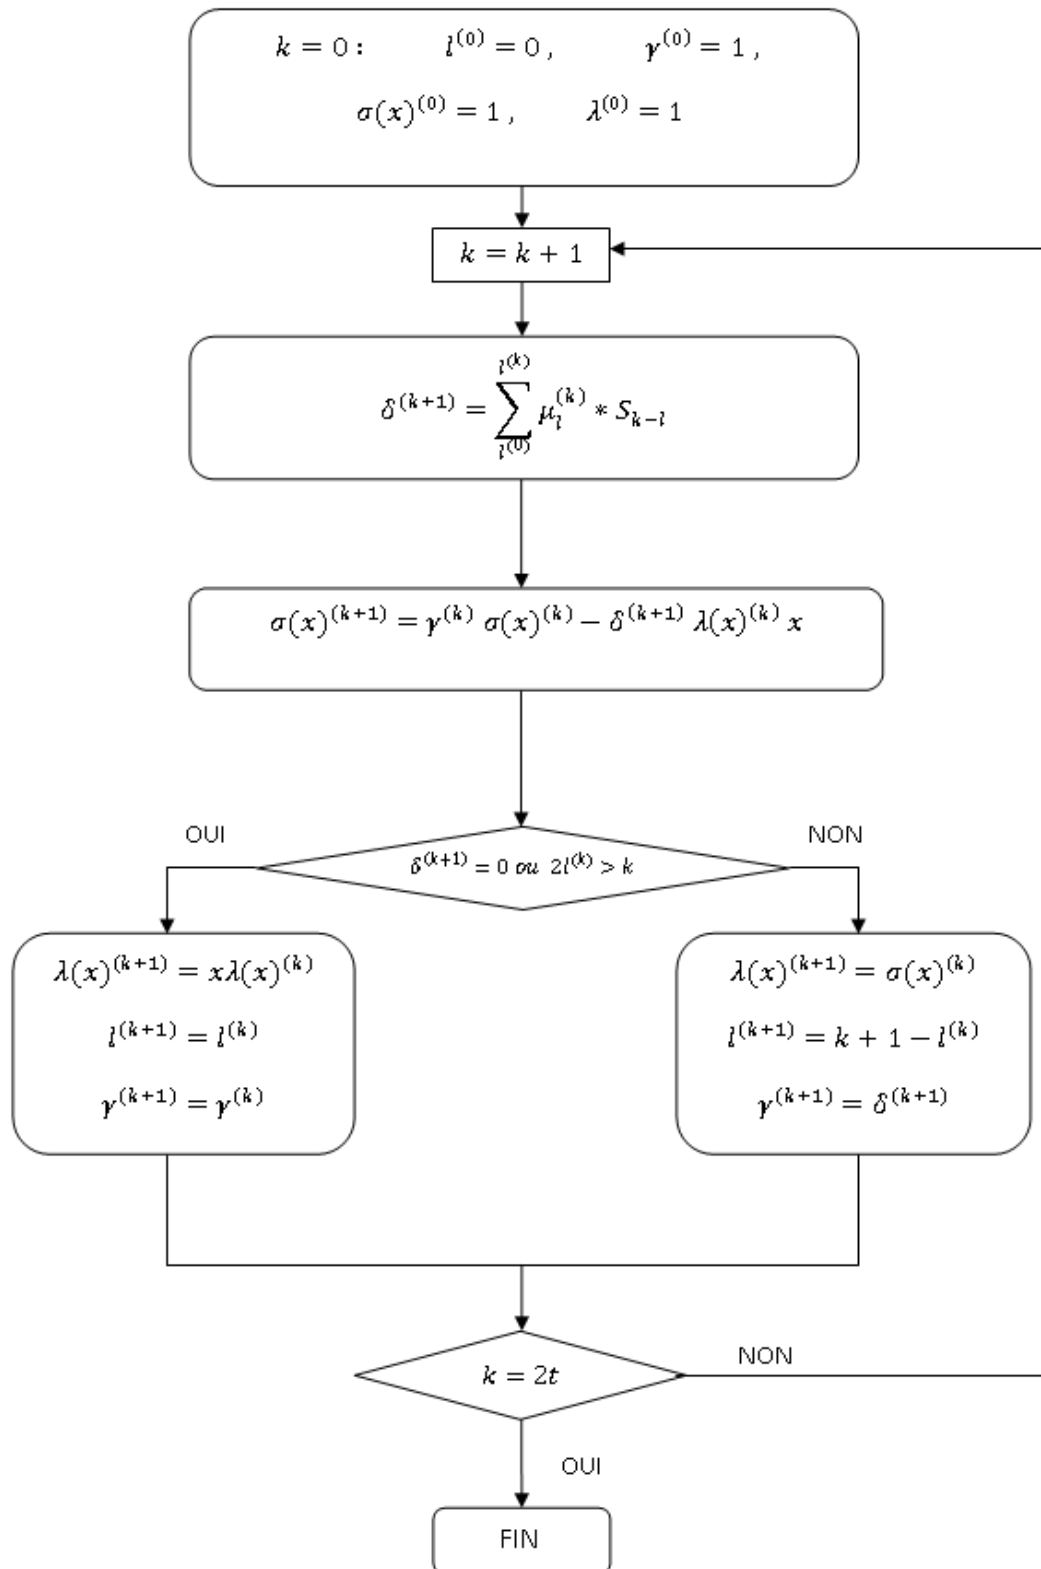 k = 0 : l^(0) = 0 , γ^(0) = 1 ,
σ(x)^(0) = 1 , λ^(0) = 1
k = k + 1
δ^(k+1) = ∑_{l^(0)}^{l^(k)} μ_l^(k) * S_{k−l}
σ(x)^(k+1) = γ^(k) σ(x)^(k) − δ^(k+1) λ(x)^(k) x
OUI
NON
δ^(k+1) = 0 ou 2l^(k) > k
λ(x)^(k+1) = xλ(x)^(k)
l^(k+1) = l^(k)
γ^(k+1) = γ^(k)
λ(x)^(k+1) = σ(x)^(k)
l^(k+1) = k + 1 − l^(k)
γ^(k+1) = δ^(k+1)
k = 2t
NON
OUI
FIN